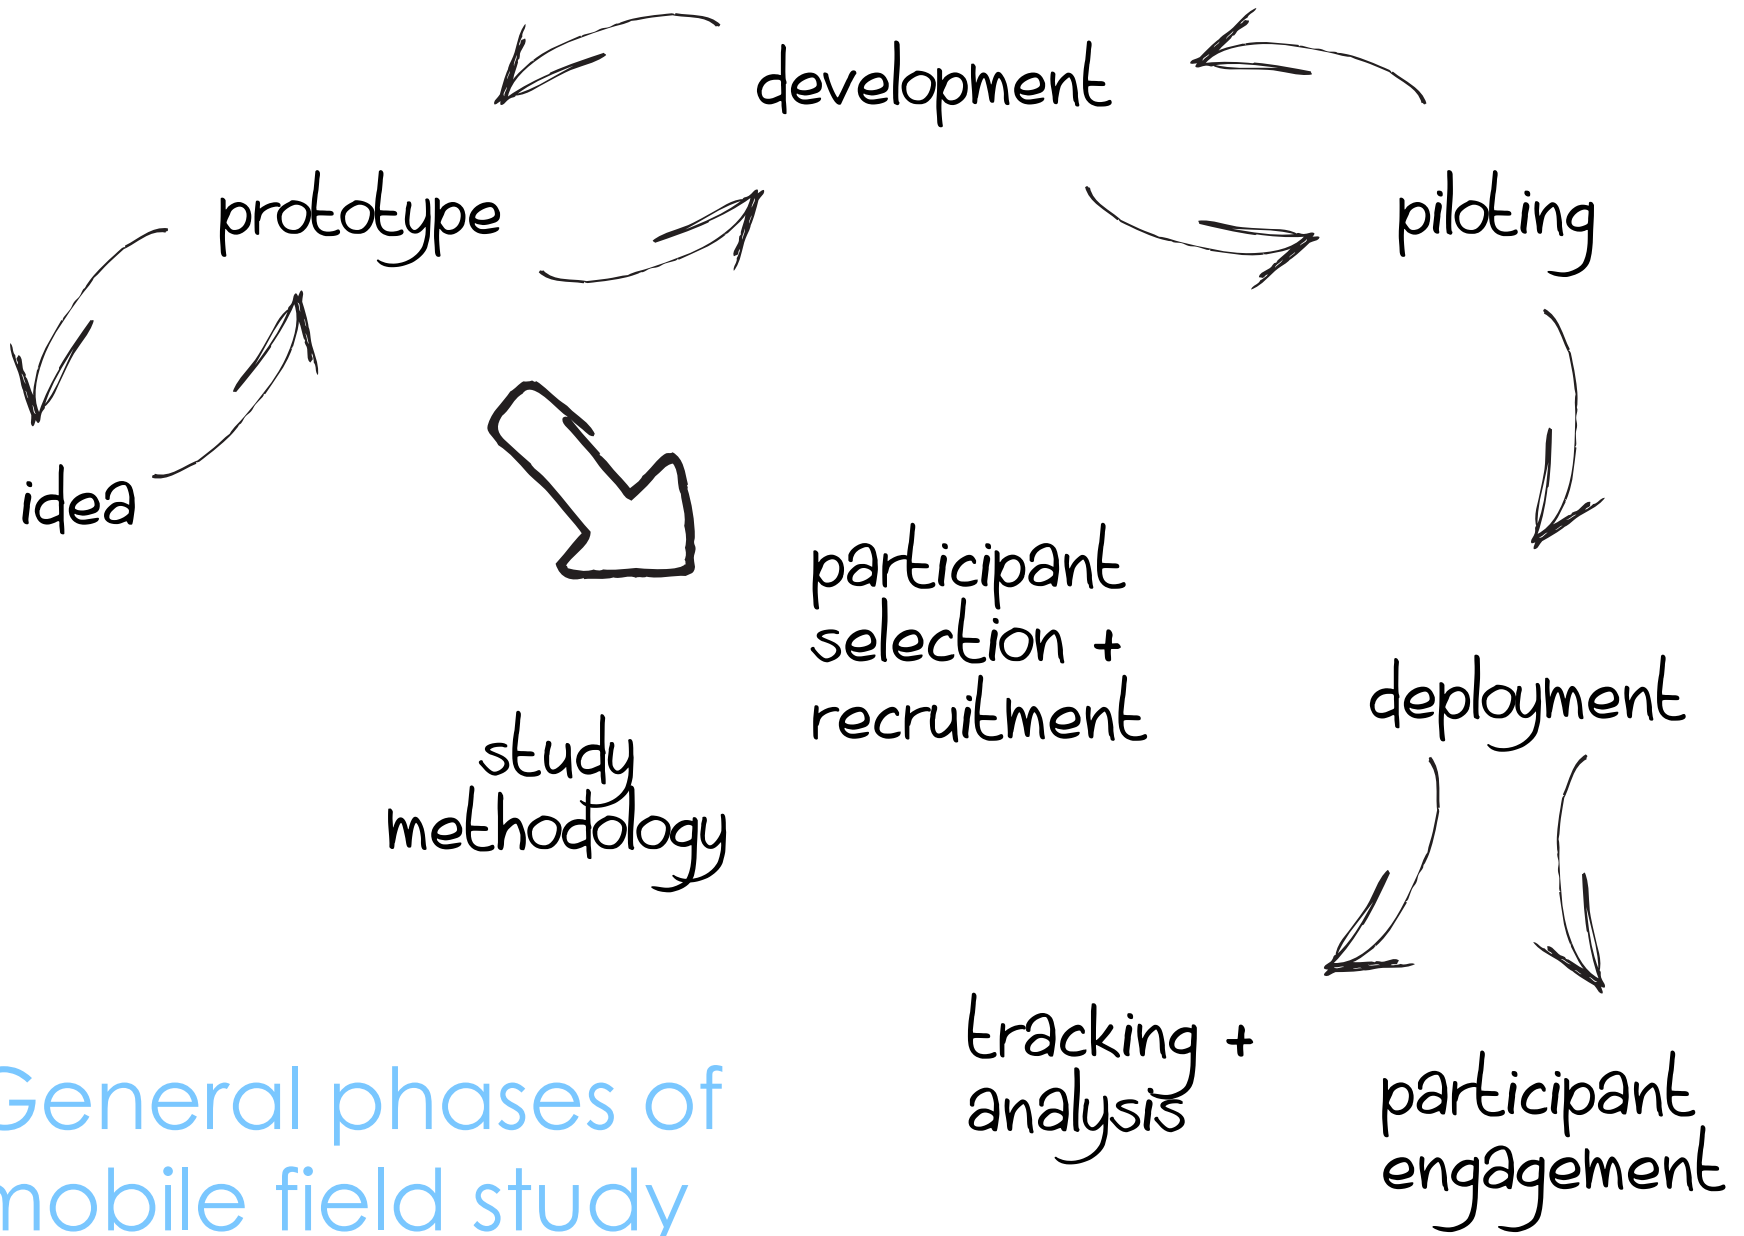 development
prototype
piloting
idea
participant
selection +
recruitment
study
methodology
deployment
tracking +
analysis
participant
engagement
General phases of
mobile field study